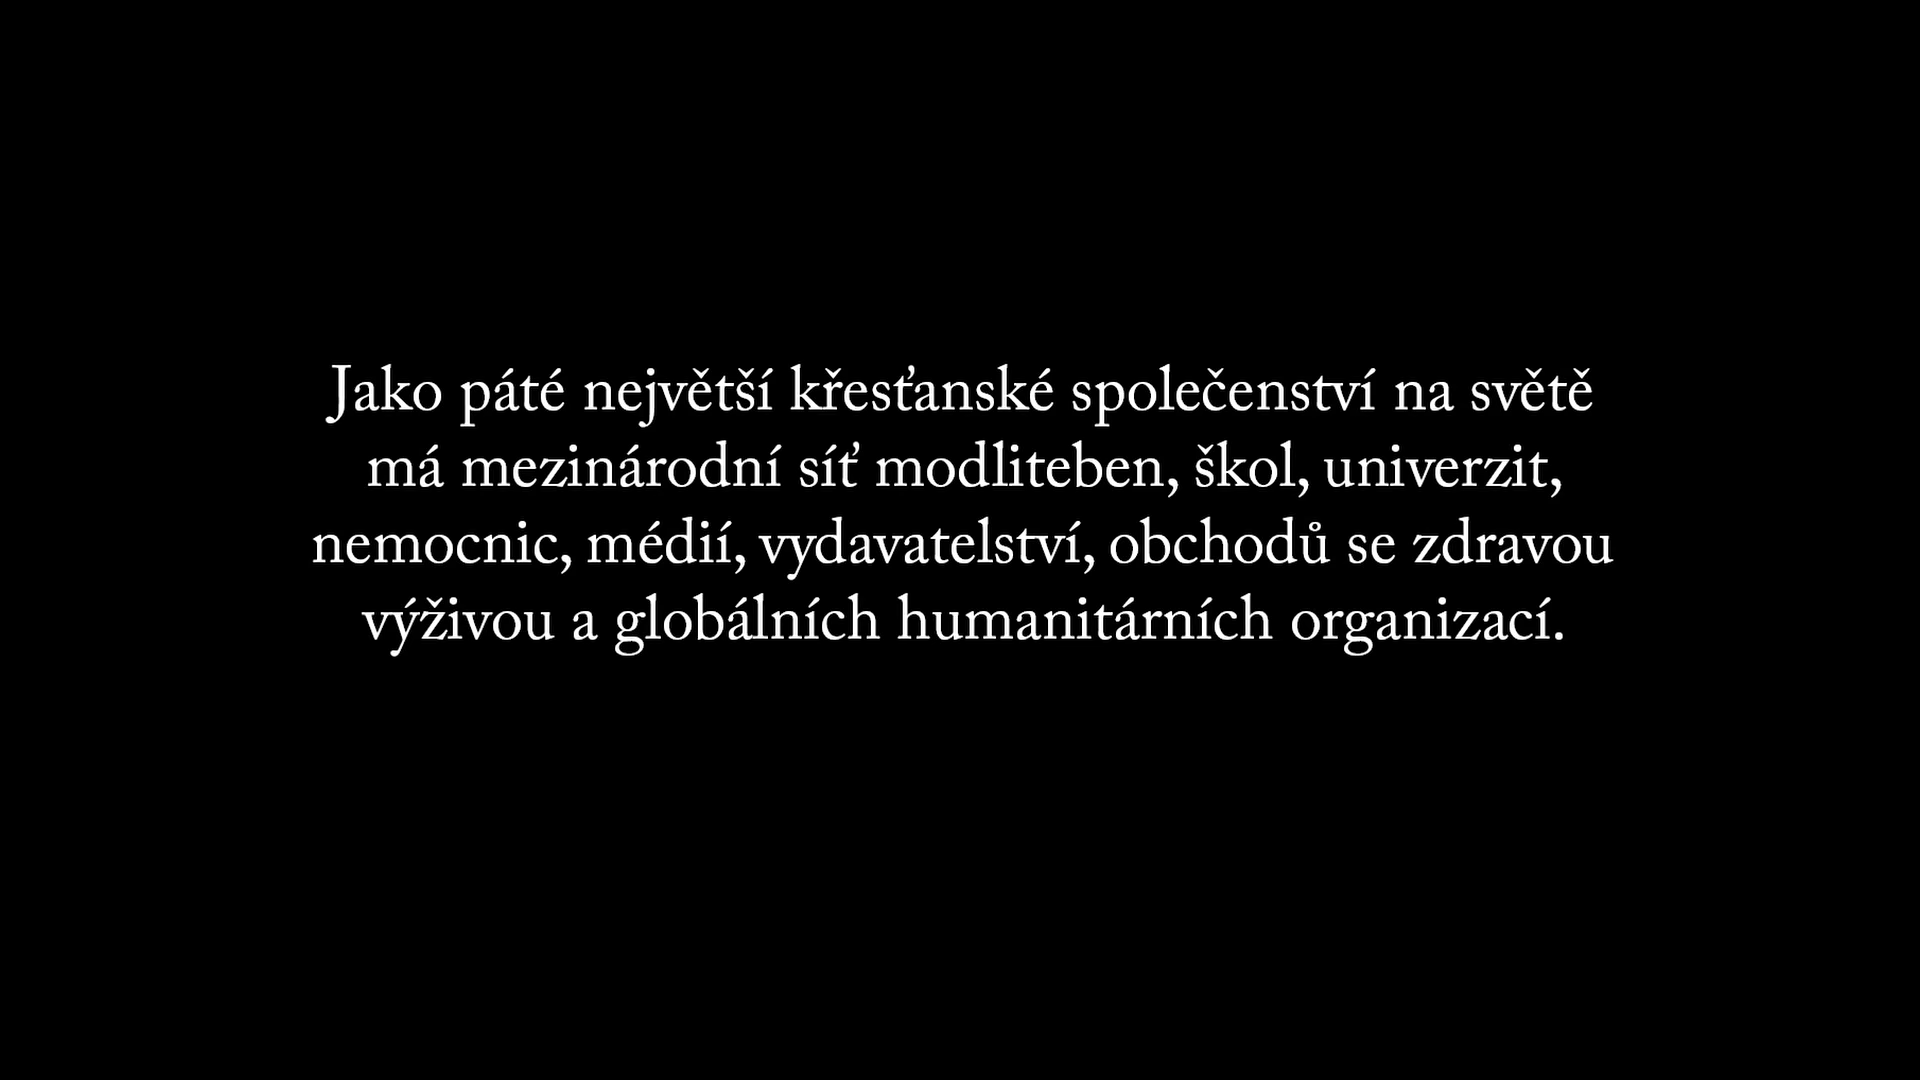 Jako páté největší křesťanské společenství na světě
má mezinárodní síť modliteben, škol, univerzit,
nemocnic, médií, vydavatelství, obchodů se zdravou
výživou a globálních humanitárních organizací.